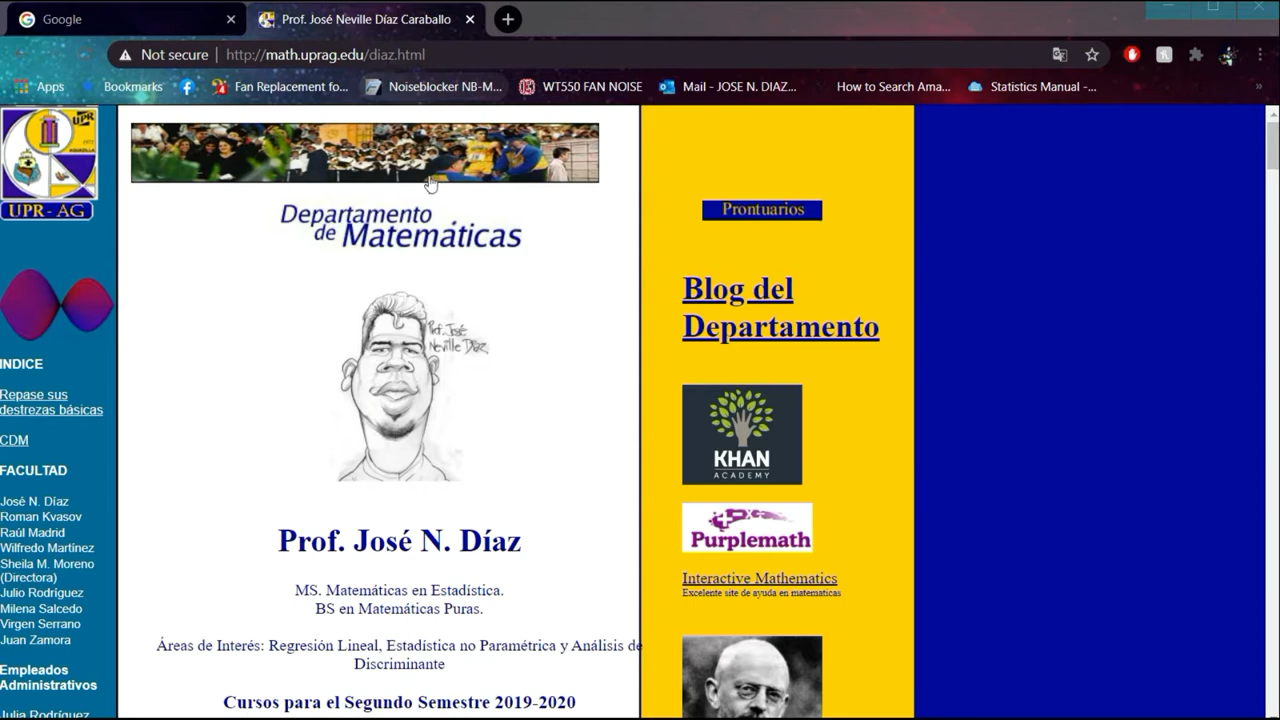 Google
Prof. José Neville Díaz Caraballo
Not secure
http://math.uprag.edu/diaz.html
Apps
Bookmarks
Fan Replacement fo...
Noiseblocker NB-M...
WT550 FAN NOISE
Mail - JOSE N. DIAZ...
How to Search Ama...
Statistics Manual -...
»
UPR
UPR - AG
INDICE
Repase sus
destrezas básicas
CDM
FACULTAD
José N. Díaz
Roman Kvasov
Raúl Madrid
Wilfredo Martínez
Sheila M. Moreno
(Directora)
Julio Rodríguez
Milena Salcedo
Virgen Serrano
Juan Zamora
Empleados
Administrativos
Julia Rodríguez
Departamento
de Matemáticas
Prof. José
Neville Díaz
Prof. José N. Díaz
MS. Matemáticas en Estadística.
BS en Matemáticas Puras.
Áreas de Interés: Regresión Lineal, Estadística no Paramétrica y Análisis de
Discriminante
Cursos para el Segundo Semestre 2019-2020
Prontuarios
Blog del
Departamento
KHAN
ACADEMY
Purplemath
Interactive Mathematics
Excelente site de ayuda en matematicas